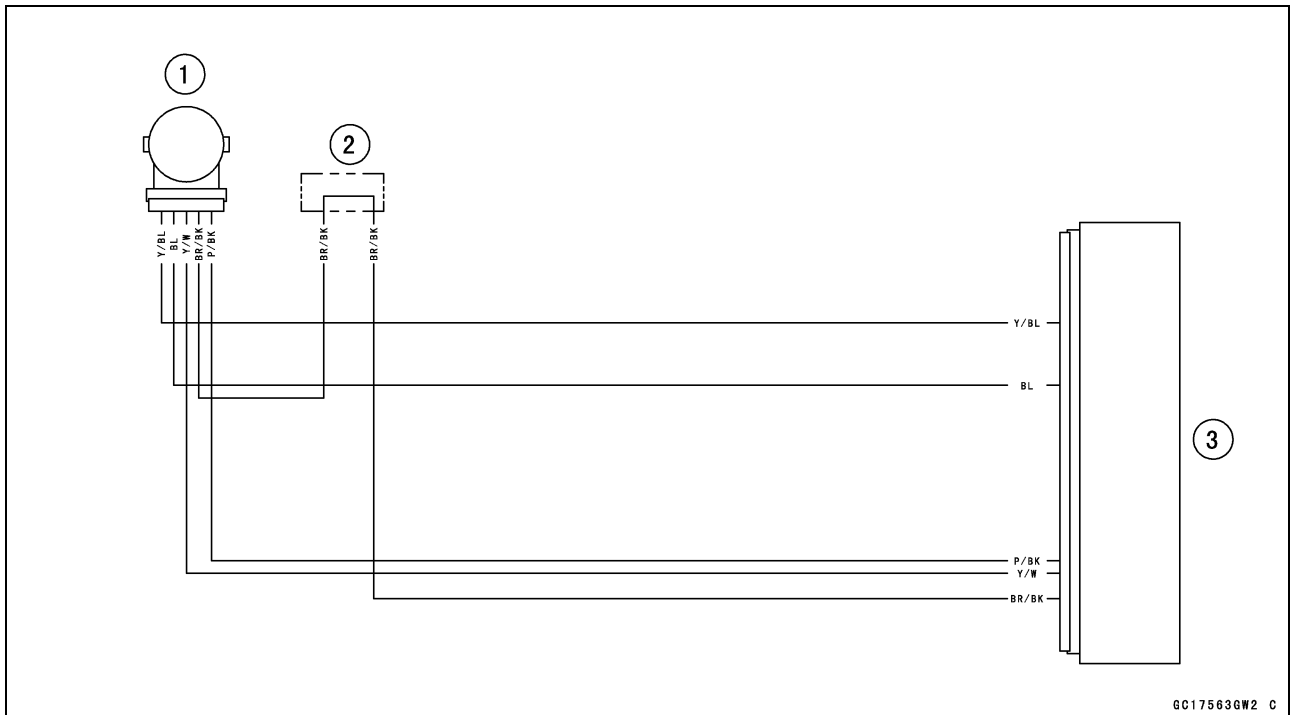 1
2
Y/BL
BL
Y/W
BR/BK
P/BK
BR/BK
BR/BK
Y/BL
BL
3
P/BK
Y/W
BR/BK
GC17563GW2 C